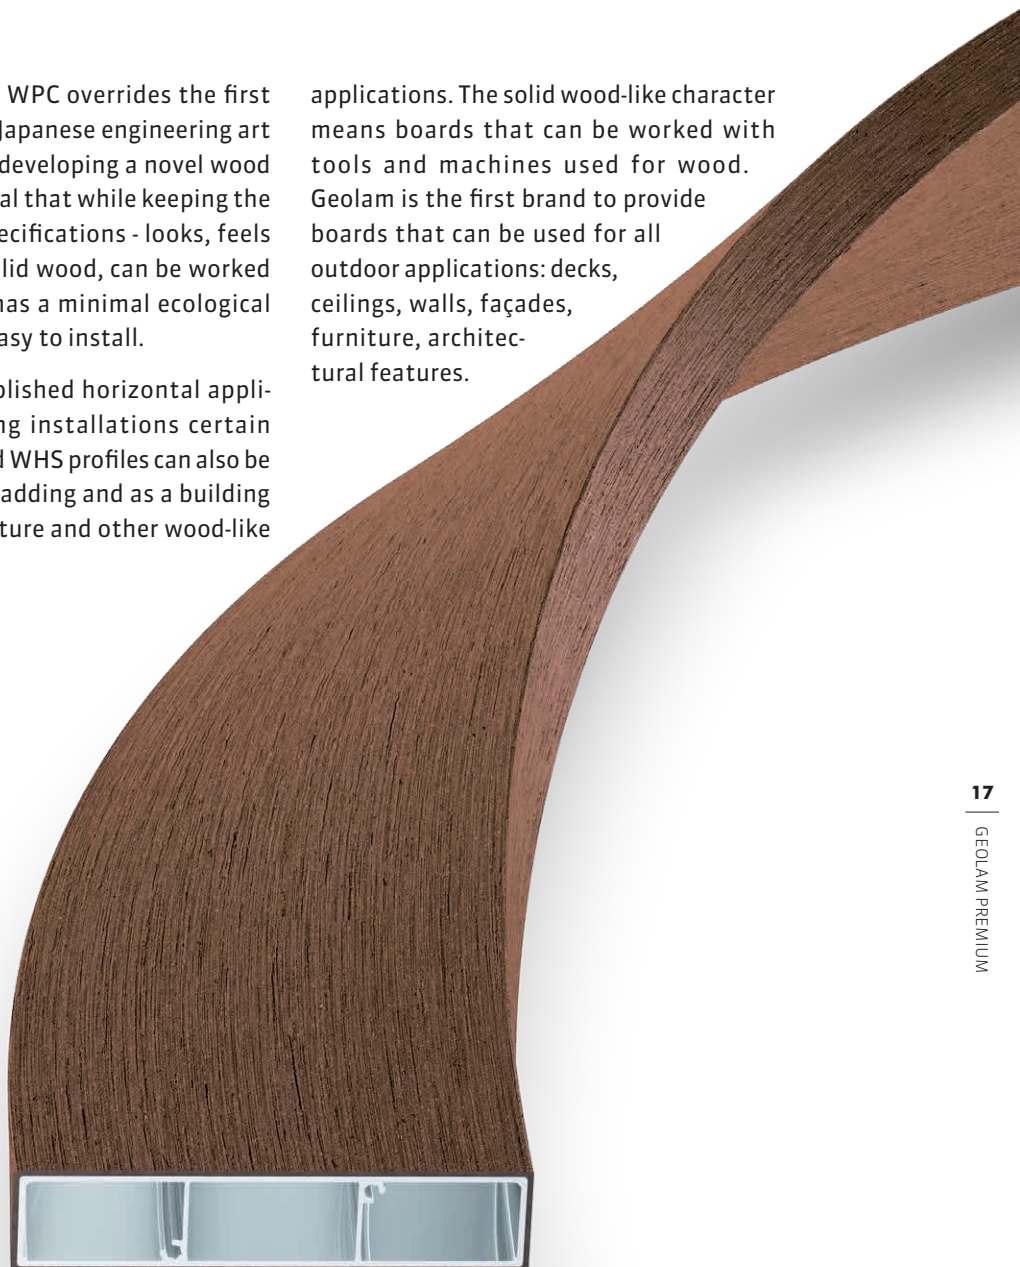 WPC overrides the first
Japanese engineering art
developing a novel wood
al that while keeping the
ecifications - looks, feels
lid wood, can be worked
has a minimal ecological
asy to install.
blished horizontal appli-
ng installations certain
d WHS profiles can also be
adding and as a building
ture and other wood-like
applications. The solid wood-like character
means boards that can be worked with
tools and machines used for wood.
Geolam is the first brand to provide
boards that can be used for all
outdoor applications: decks,
ceilings, walls, façades,
furniture, architec-
tural features.
17
GEOLAM PREMIUM